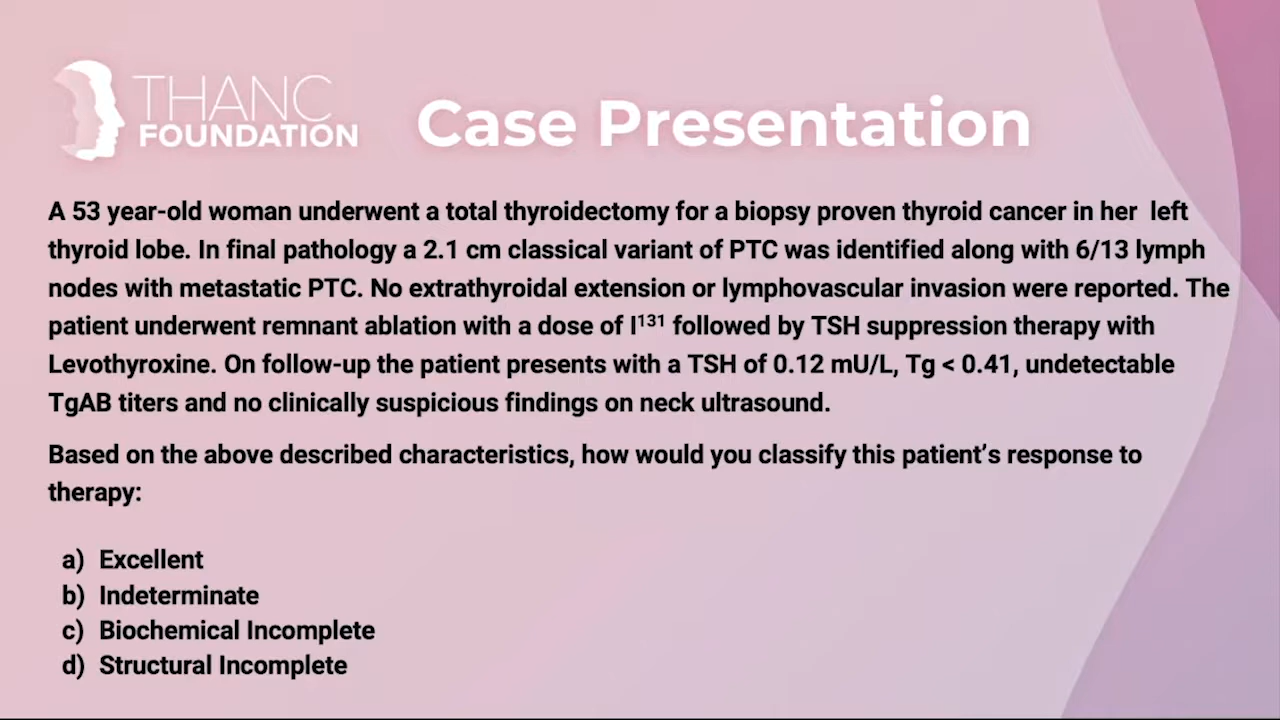 THANC
FOUNDATION
Case Presentation
A 53 year-old woman underwent a total thyroidectomy for a biopsy proven thyroid cancer in her left
thyroid lobe. In final pathology a 2.1 cm classical variant of PTC was identified along with 6/13 lymph
nodes with metastatic PTC. No extrathyroidal extension or lymphovascular invasion were reported. The
patient underwent remnant ablation with a dose of I¹³¹ followed by TSH suppression therapy with
Levothyroxine. On follow-up the patient presents with a TSH of 0.12 mU/L, Tg < 0.41, undetectable
TgAB titers and no clinically suspicious findings on neck ultrasound.
Based on the above described characteristics, how would you classify this patient's response to
therapy:
a) Excellent
b) Indeterminate
c) Biochemical Incomplete
d) Structural Incomplete